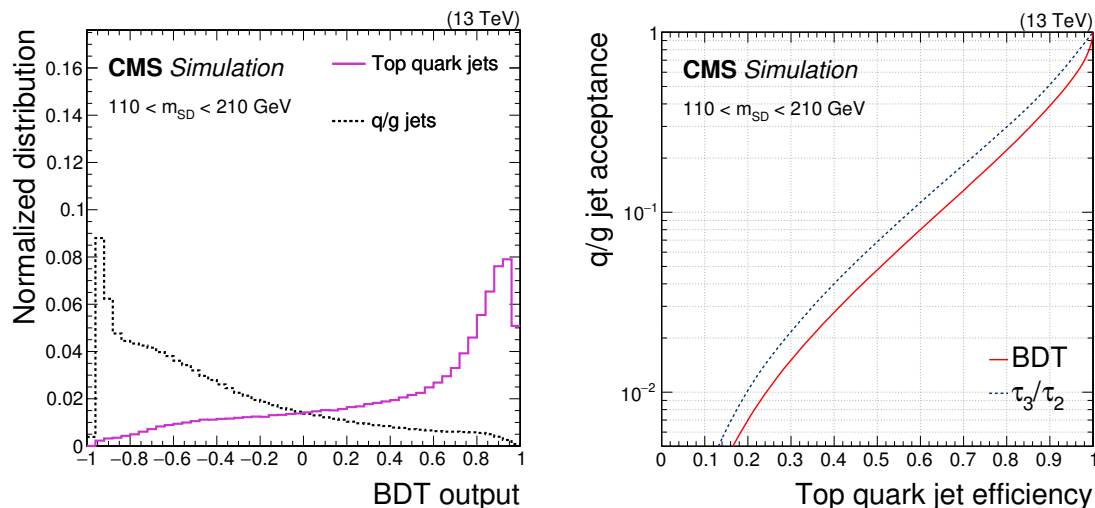 (13 TeV)
Normalized distribution
0.16
0.14
0.12
0.1
0.08
0.06
0.04
0.02
0
CMS Simulation
110 < m_SD < 210 GeV
Top quark jets
q/g jets
−1 −0.8 −0.6 −0.4 −0.2 0 0.2 0.4 0.6 0.8 1
BDT output
(13 TeV)
q/g jet acceptance
1
10⁻¹
10⁻²
CMS Simulation
110 < m_SD < 210 GeV
BDT
τ₃/τ₂
0 0.1 0.2 0.3 0.4 0.5 0.6 0.7 0.8 0.9 1
Top quark jet efficiency